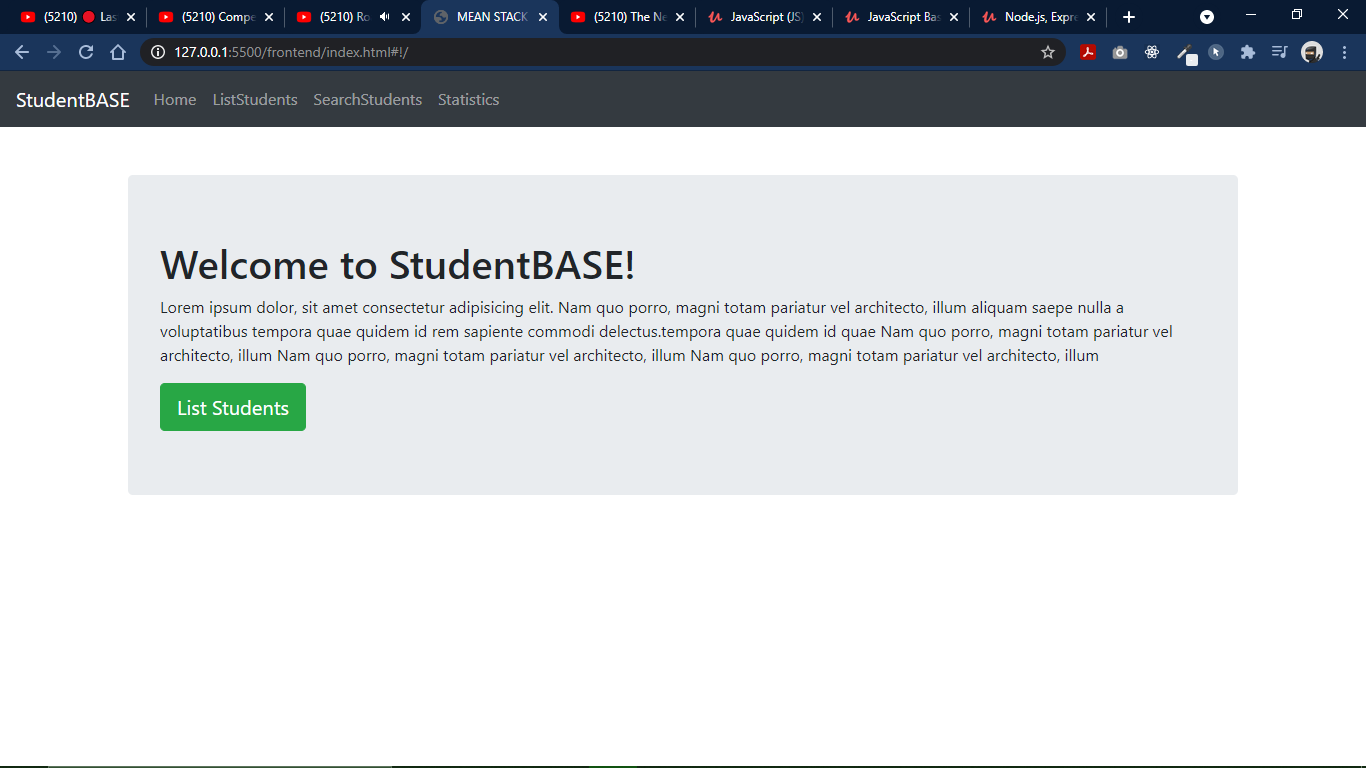 (5210) 🔴 Las
(5210) Compe
(5210) Ro
MEAN STACK
(5210) The Ne
JavaScript (JS)
JavaScript Bas
Node.js, Expre
127.0.0.1:5500/frontend/index.html#!/
StudentBASE Home ListStudents SearchStudents Statistics
Welcome to StudentBASE!
Lorem ipsum dolor, sit amet consectetur adipisicing elit. Nam quo porro, magni totam pariatur vel architecto, illum aliquam saepe nulla a
voluptatibus tempora quae quidem id rem sapiente commodi delectus.tempora quae quidem id quae Nam quo porro, magni totam pariatur vel
architecto, illum Nam quo porro, magni totam pariatur vel architecto, illum Nam quo porro, magni totam pariatur vel architecto, illum
List Students